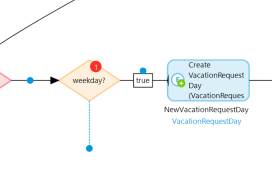 1
weekday?
true
Create
VacationRequest
Day
(VacationReques
NewVacationRequestDay
VacationRequestDay